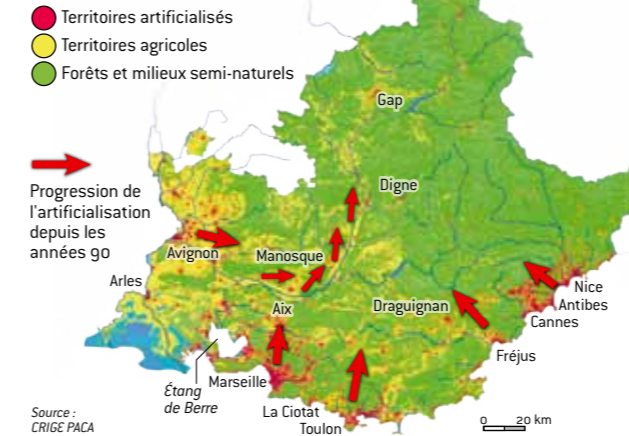 Territoires artificialisés
Territoires agricoles
Forêts et milieux semi-naturels
Progression de
l'artificialisation
depuis les
années 90
Gap
Digne
Avignon
Manosque
Arles
Aix
Draguignan
Nice
Antibes
Cannes
Fréjus
Étang
de Berre
Marseille
La Ciotat
Toulon
Source :
CRIGE PACA
0 20 km